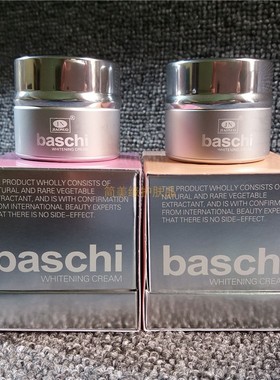 baschi
WHITENING CREAM
baschi
WHITENING
PRODUCT WHOLLY CONSISTS OF
NATURAL AND RARE VEGETABLE
EXTRACTANT, AND IS WITH CONFIRMATION
FROM INTERNATIONAL BEAUTY EXPERTS
THAT THERE IS NO SIDE-EFFECT.
baschi
WHITENING CREAM
E PRODUCT WHOLLY CONSISTS OF
NATURAL AND RARE VEGETABLE
EXTRACTANT, AND IS WITH CONFIRMATION
FROM INTERNATIONAL BEAUTY EXPERTS
THAT THERE IS NO SIDE-EFFECT.
baschi
WHITENING CREAM